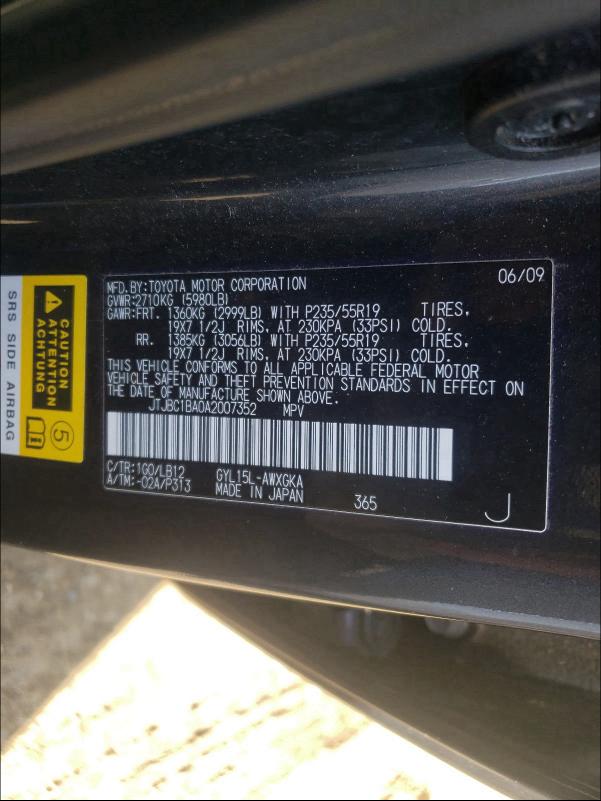 SRS SIDE AIRBAG
CAUTION
ATTENTION
ACHTUNG
5
MFD.BY:TOYOTA MOTOR CORPORATION 06/09
GVWR:2710KG (5980LB)
GAWR:FRT. 1360KG (2999LB) WITH P235/55R19 TIRES,
19X7 1/2J RIMS, AT 230KPA (33PSI) COLD.
RR. 1385KG (3056LB) WITH P235/55R19 TIRES,
19X7 1/2J RIMS, AT 230KPA (33PSI) COLD.
THIS VEHICLE CONFORMS TO ALL APPLICABLE FEDERAL MOTOR
VEHICLE SAFETY AND THEFT PREVENTION STANDARDS IN EFFECT ON
THE DATE OF MANUFACTURE SHOWN ABOVE.
JTJBC1BA0A2007352 MPV
C/TR:1G0/LB12 GYL15L-AWXGKA
A/TM:-02A/P313 MADE IN JAPAN 365 J